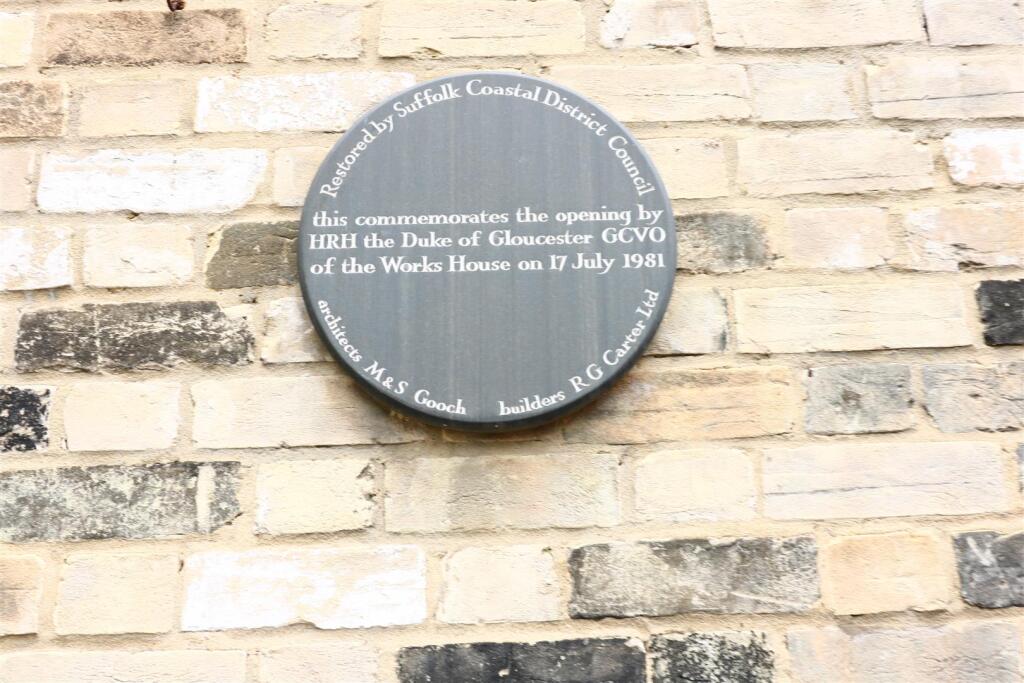 Restored by Suffolk Coastal District Council
this commemorates the opening by
HRH the Duke of Gloucester GCVO
of the Works House on 17 July 1981
architects M & S Gooch
builders R G Carter Ltd